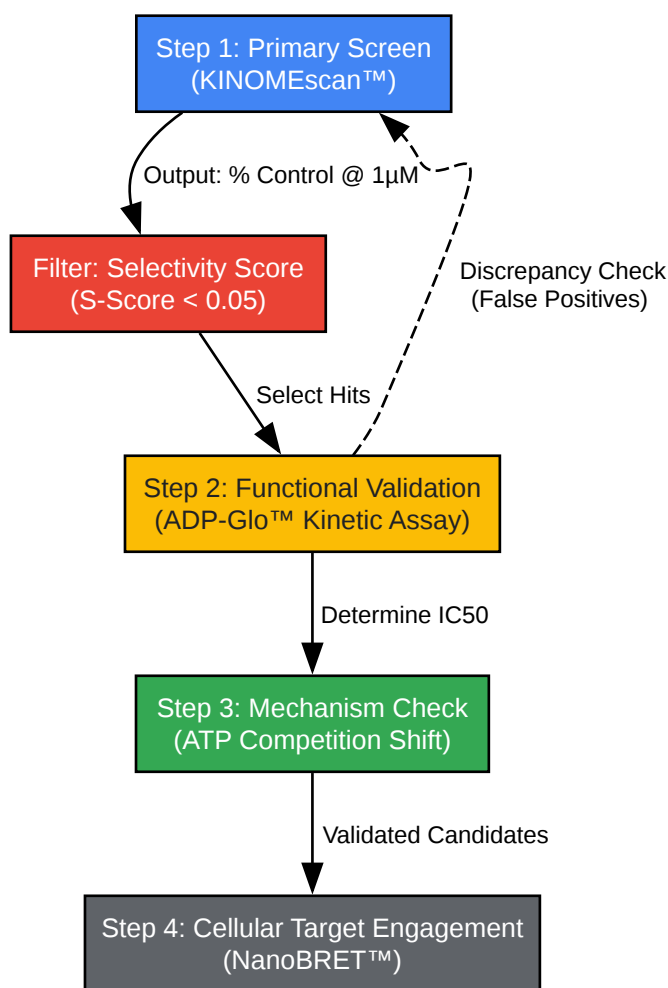 Step 1: Primary Screen
(KINOMEscan™)
Output: % Control @ 1µM
Filter: Selectivity Score
(S-Score < 0.05)
Discrepancy Check
(False Positives)
Select Hits
Step 2: Functional Validation
(ADP-Glo™ Kinetic Assay)
Determine IC50
Step 3: Mechanism Check
(ATP Competition Shift)
Validated Candidates
Step 4: Cellular Target Engagement
(NanoBRET™)